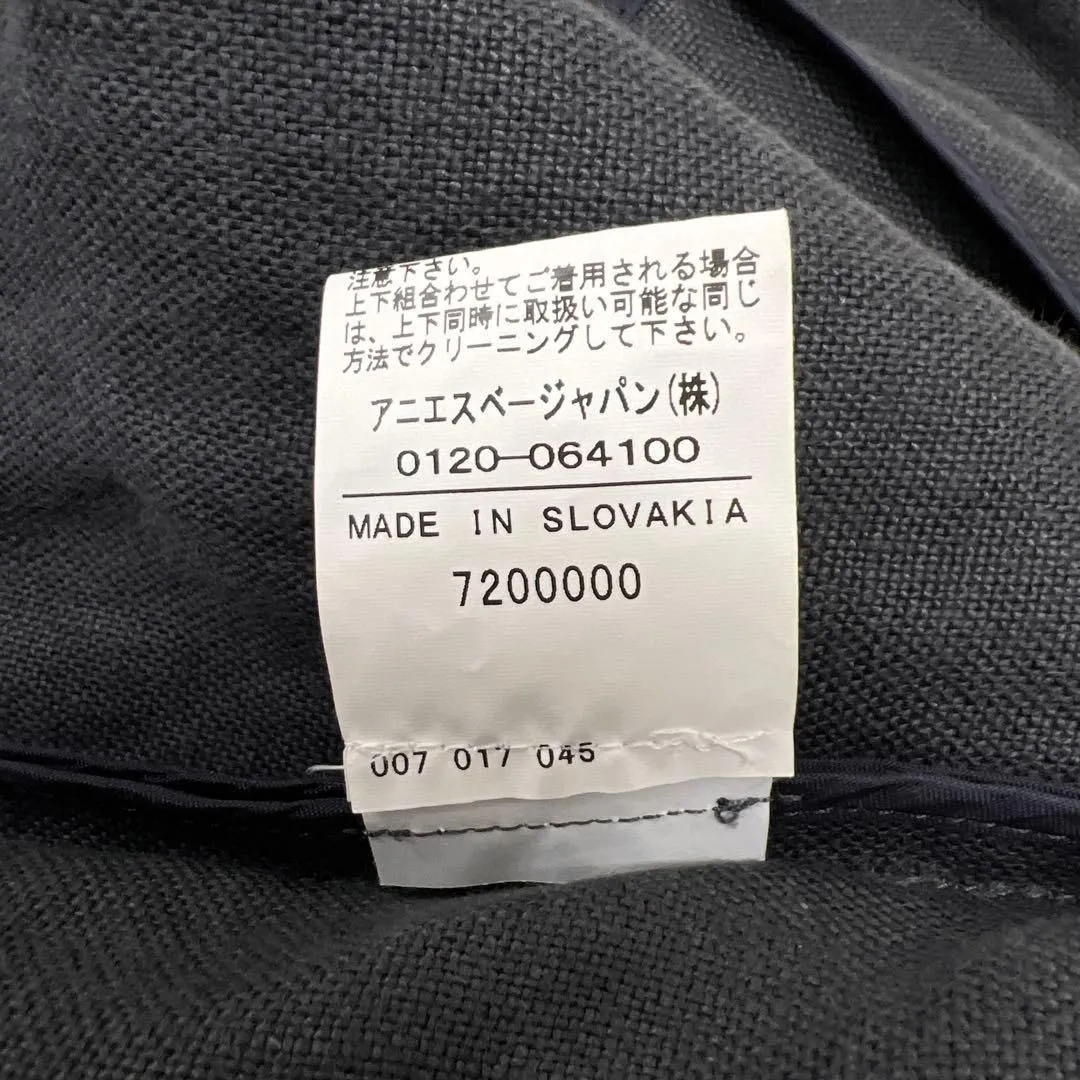 注意下さい。
上下組合わせてご着用される場合
は、上下同時に取扱い可能な同じ
方法でクリーニングして下さい。
アニエスベージャパン(株)
0120-064100
MADE IN SLOVAKIA
7200000
007 017 045